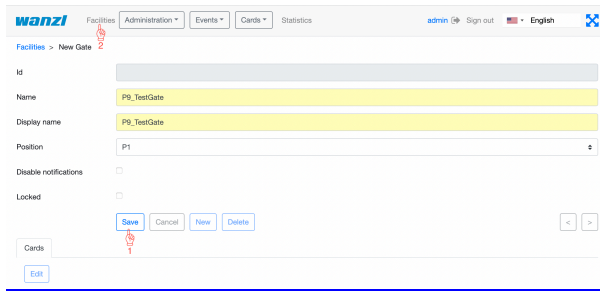 wanzl Facilities Administration Events Cards Statistics admin Sign out English
2
Facilities > New Gate
Id
Name P9_TestGate
Display name P9_TestGate
Position P1
Disable notifications
Locked
Save Cancel New Delete < >
1
Cards
Edit